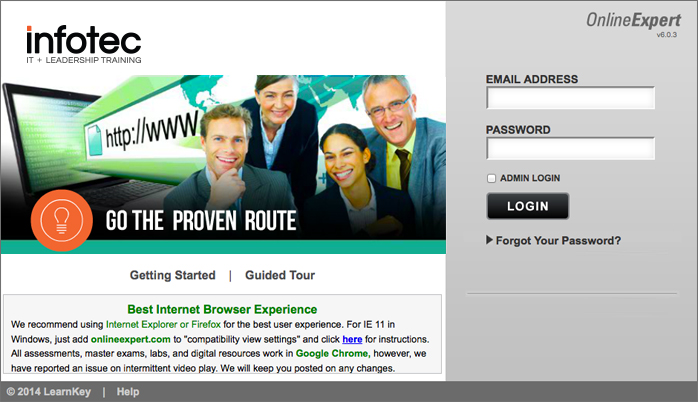 infotec
IT + LEADERSHIP TRAINING
http://www
GO THE PROVEN ROUTE
Getting Started | Guided Tour
Best Internet Browser Experience
We recommend using Internet Explorer or Firefox for the best user experience. For IE 11 in
Windows, just add onlineexpert.com to "compatibility view settings" and click here for instructions.
All assessments, master exams, labs, and digital resources work in Google Chrome, however, we
have reported an issue on intermittent video play. We will keep you posted on any changes.
OnlineExpert
v6.0.3
EMAIL ADDRESS
PASSWORD
ADMIN LOGIN
LOGIN
Forgot Your Password?
© 2014 LearnKey | Help